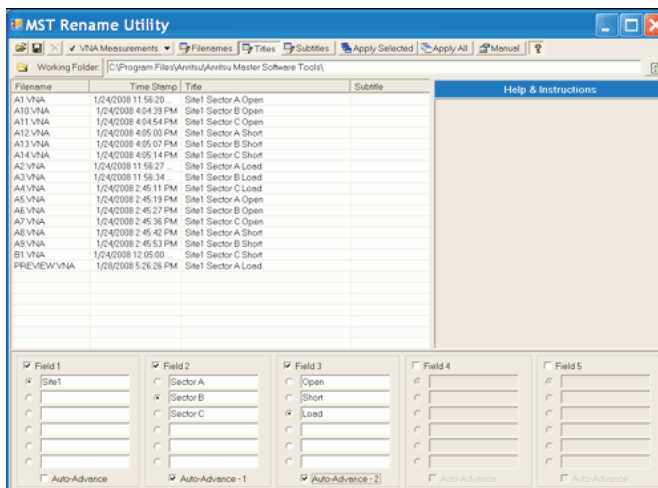 MST Rename Utility
VNA Measurements Filenames Titles Subtitles Apply Selected Apply All Manual ?
Working Folder: C:\Program Files\Anritsu\Anritsu Master Software Tools\
Filename Time Stamp Title Subtitle
Help & Instructions
A1.VNA 1/24/2008 11:56:20 ... Site1 Sector A Open
A10.VNA 1/24/2008 4:04:39 PM Site1 Sector B Open
A11.VNA 1/24/2008 4:04:54 PM Site1 Sector C Open
A12.VNA 1/24/2008 4:05:00 PM Site1 Sector A Short
A13.VNA 1/24/2008 4:05:07 PM Site1 Sector B Short
A14.VNA 1/24/2008 4:05:14 PM Site1 Sector C Short
A2.VNA 1/24/2008 11:56:27 ... Site1 Sector A Load
A3.VNA 1/24/2008 11:56:34 ... Site1 Sector B Load
A4.VNA 1/24/2008 2:45:11 PM Site1 Sector C Load
A5.VNA 1/24/2008 2:45:19 PM Site1 Sector A Open
A6.VNA 1/24/2008 2:45:27 PM Site1 Sector B Open
A7.VNA 1/24/2008 2:45:36 PM Site1 Sector C Open
A8.VNA 1/24/2008 2:45:42 PM Site1 Sector A Short
A9.VNA 1/24/2008 2:45:53 PM Site1 Sector B Short
B1.VNA 1/24/2008 12:05:00 ... Site1 Sector C Short
PREVIEW.VNA 1/28/2008 5:26:26 PM Site1 Sector A Load
Field 1 Field 2 Field 3 Field 4 Field 5
Site1 Sector A Open
Sector B Short
Sector C Load
Auto-Advance Auto-Advance - 1 Auto-Advance - 2 Auto-Advance Auto-Advance